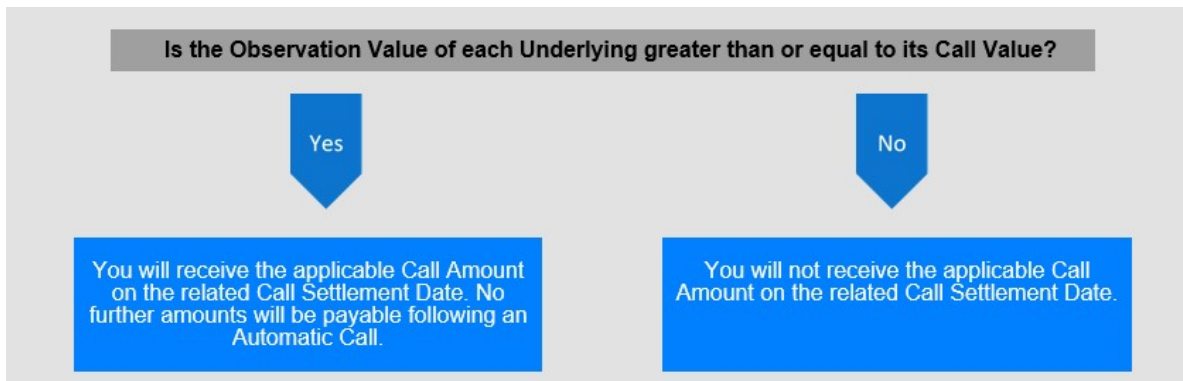 Is the Observation Value of each Underlying greater than or equal to its Call Value?
Yes
No
You will receive the applicable Call Amount
on the related Call Settlement Date. No
further amounts will be payable following an
Automatic Call.
You will not receive the applicable Call
Amount on the related Call Settlement Date.